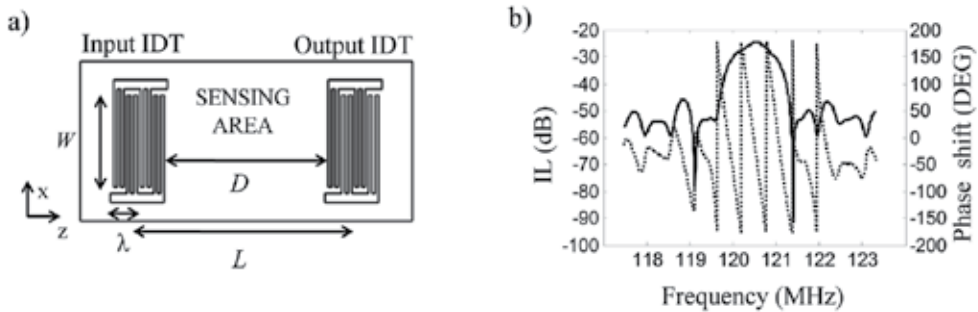 a)
Input IDT
Output IDT
SENSING
AREA
W
D
x
z
λ
L
b)
IL (dB)
-20
-30
-40
-50
-60
-70
-80
-90
-100
118 119 120 121 122 123
Frequency (MHz)
200
150
100
50
0
-50
-100
-150
-200
Phase shift (DEG)